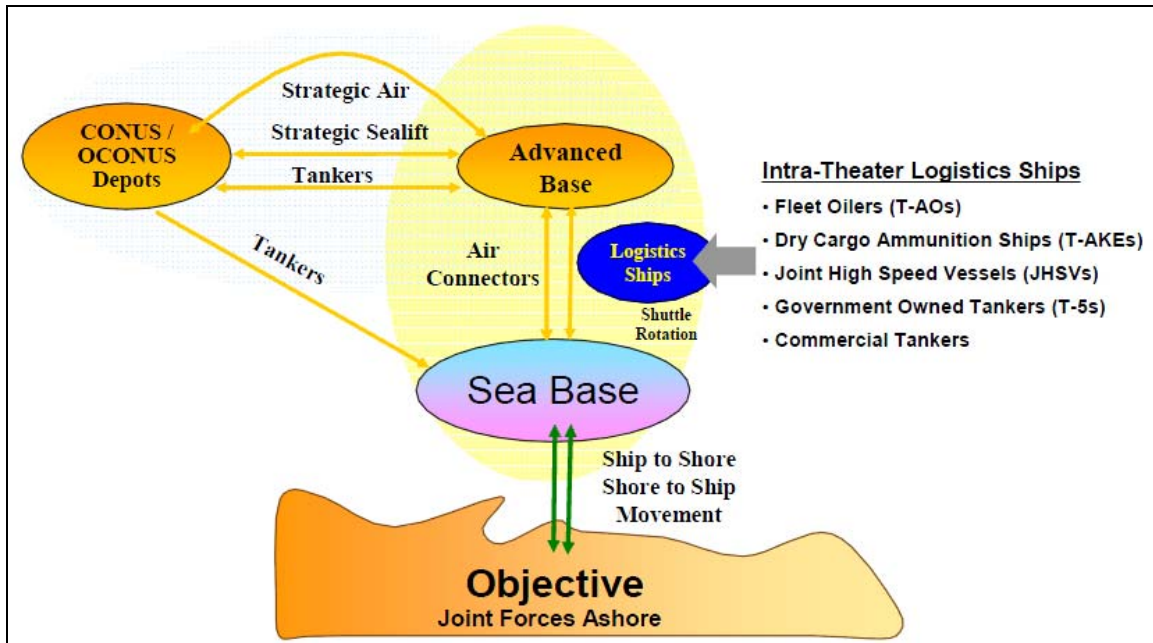 Strategic Air
CONUS /
OCONUS
Depots
Strategic Sealift
Tankers
Advanced
Base
Tankers
Air
Connectors
Logistics
Ships
Shuttle
Rotation
Intra-Theater Logistics Ships
• Fleet Oilers (T-AOs)
• Dry Cargo Ammunition Ships (T-AKEs)
• Joint High Speed Vessels (JHSVs)
• Government Owned Tankers (T-5s)
• Commercial Tankers
Sea Base
Ship to Shore
Shore to Ship
Movement
Objective
Joint Forces Ashore